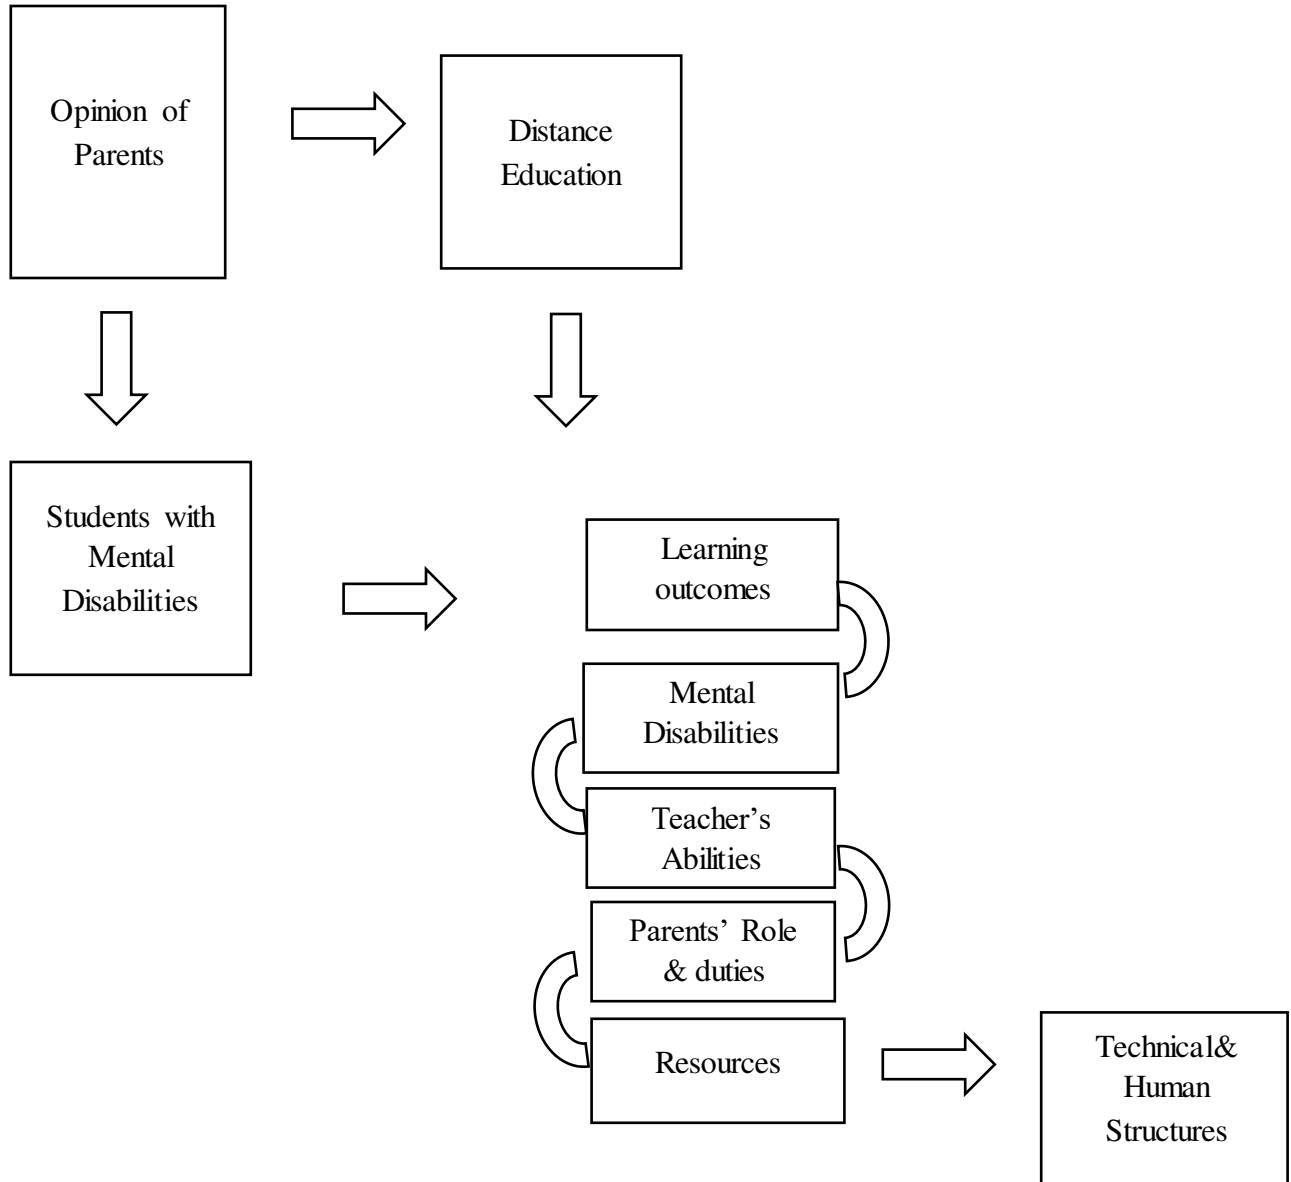 Opinion of
Parents
Distance
Education
Students with
Mental
Disabilities
Learning
outcomes
Mental
Disabilities
Teacher’s
Abilities
Parents’ Role
& duties
Resources
Technical&
Human
Structures